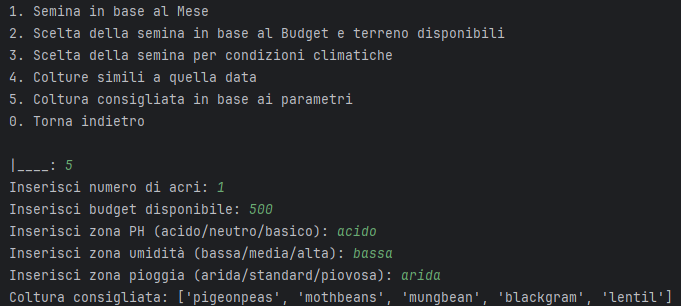 1. Semina in base al Mese
2. Scelta della semina in base al Budget e terreno disponibili
3. Scelta della semina per condizioni climatiche
4. Colture simili a quella data
5. Coltura consigliata in base ai parametri
0. Torna indietro
|____: 5
Inserisci numero di acri: 1
Inserisci budget disponibile: 500
Inserisci zona PH (acido/neutro/basico): acido
Inserisci zona umidità (bassa/media/alta): bassa
Inserisci zona pioggia (arida/standard/piovosa): arida
Coltura consigliata: ['pigeonpeas', 'mothbeans', 'mungbean', 'blackgram', 'lentil']